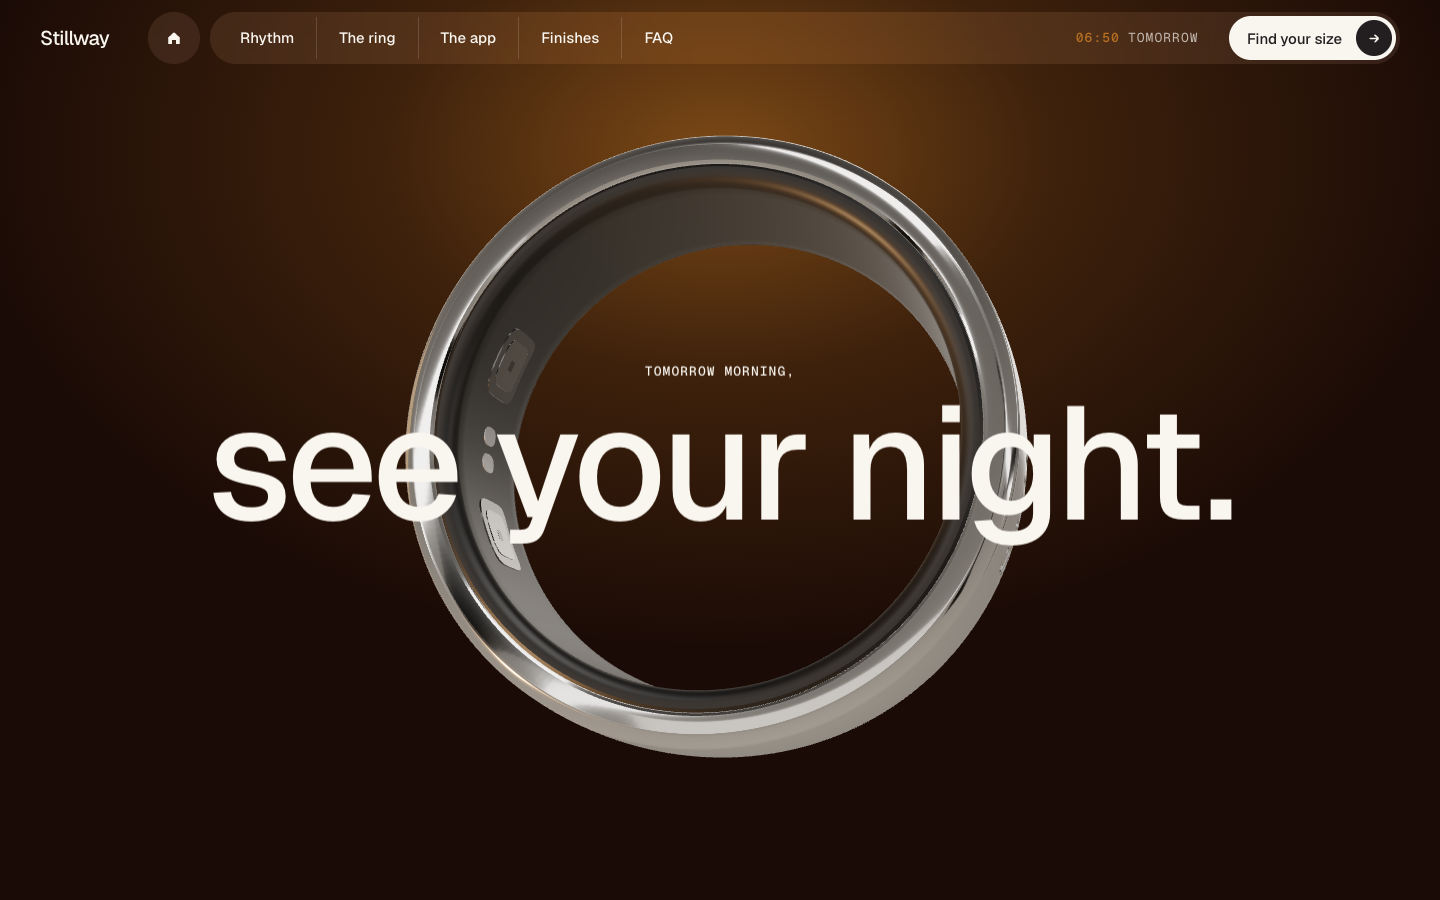 Stillway
Rhythm
The ring
The app
Finishes
FAQ
06:50 TOMORROW
Find your size
TOMORROW MORNING,
see your night.